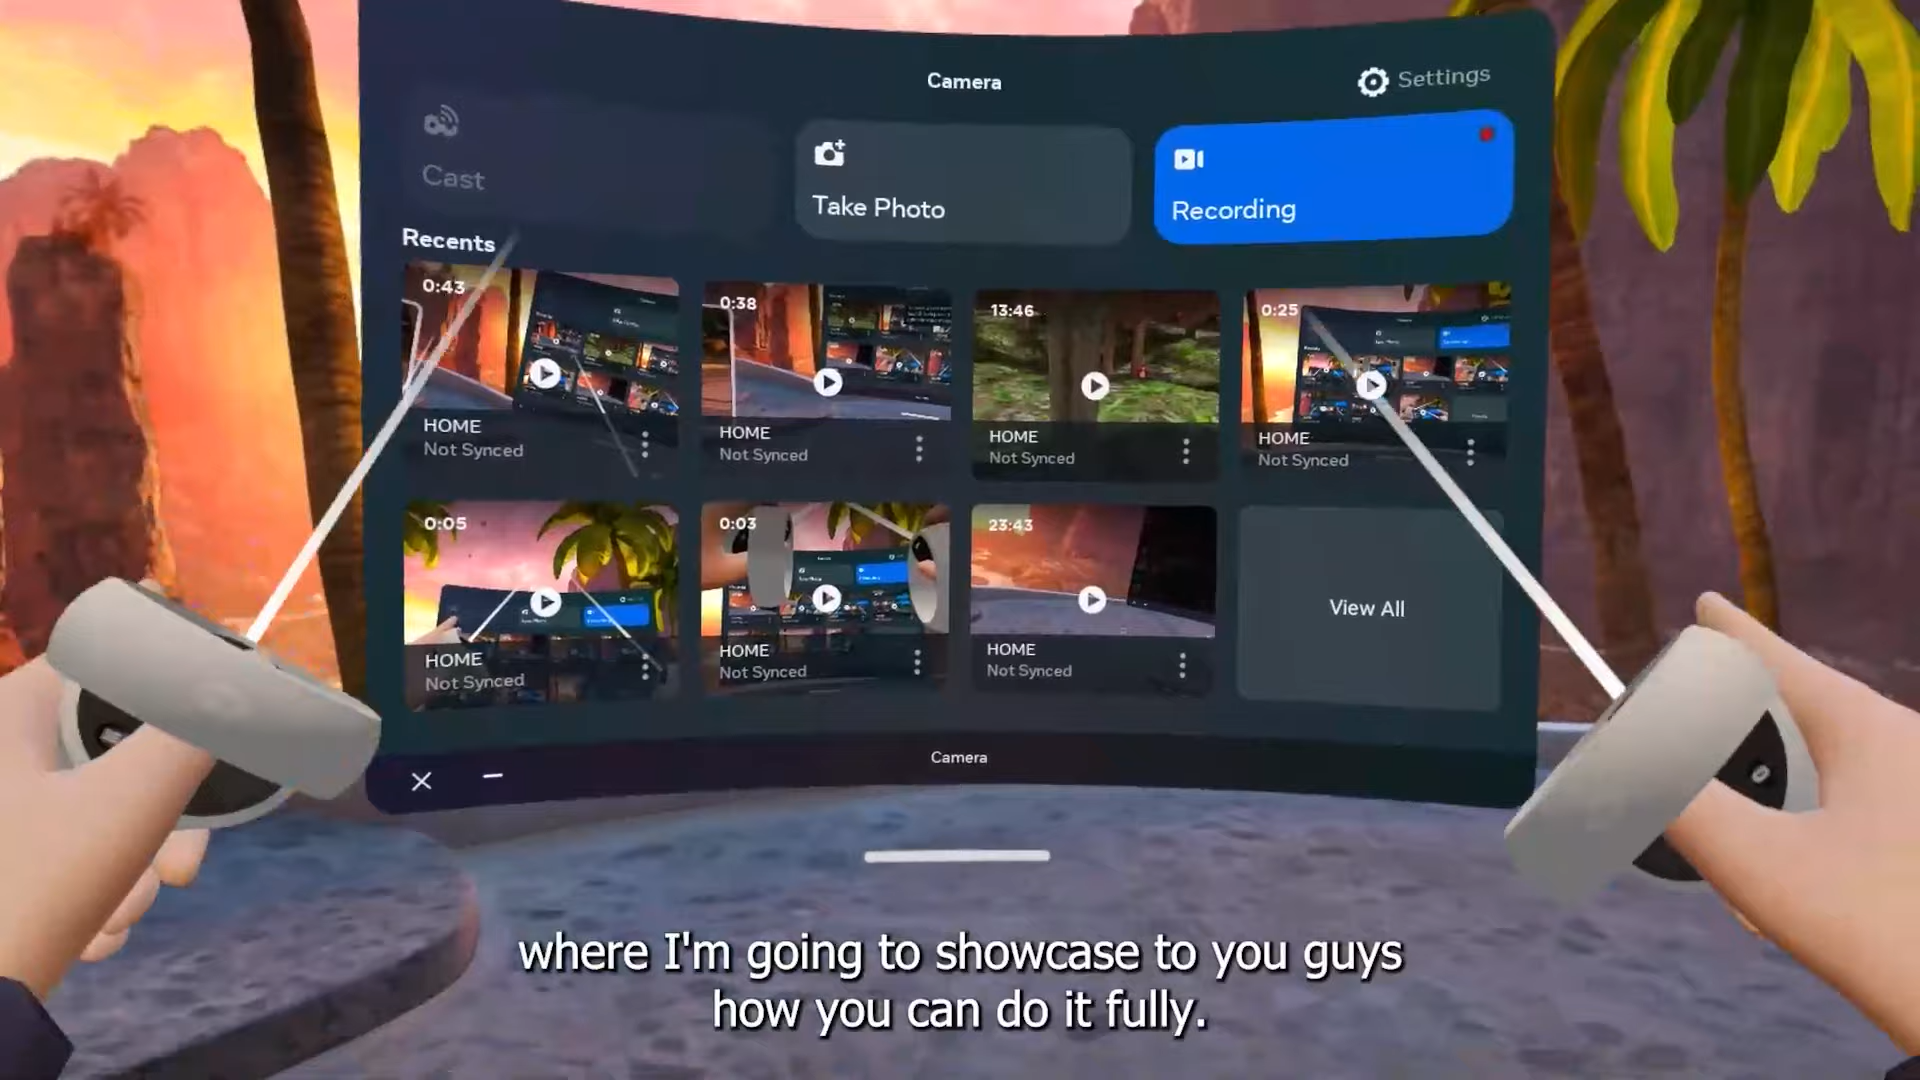 Camera
Settings
Cast
Take Photo
Recording
Recents
0:43
0:38
13:46
0:25
HOME
Not Synced
HOME
Not Synced
HOME
Not Synced
HOME
Not Synced
0:05
0:03
23:43
View All
HOME
Not Synced
HOME
Not Synced
HOME
Not Synced
Camera
where I'm going to showcase to you guys
how you can do it fully.